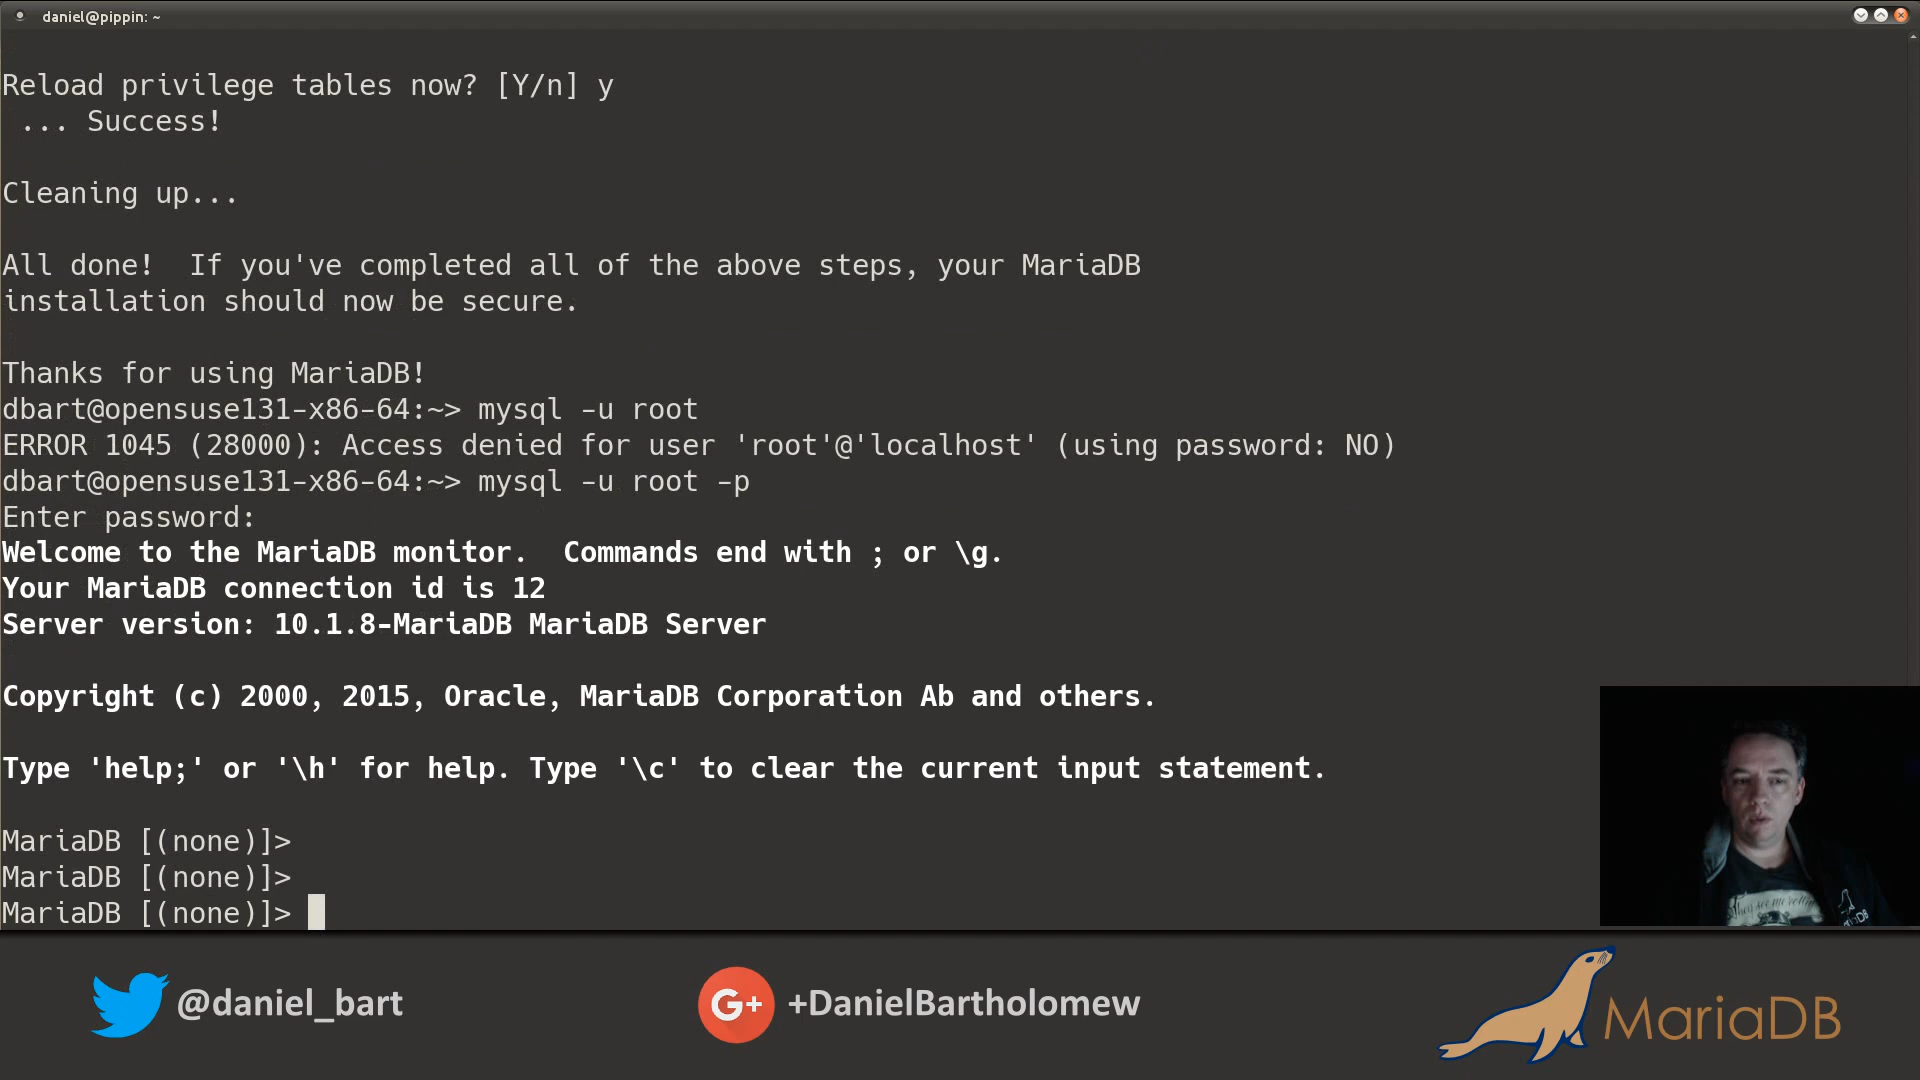 daniel@pippin: ~
Reload privilege tables now? [Y/n] y
 ... Success!
Cleaning up...
All done!  If you've completed all of the above steps, your MariaDB
installation should now be secure.
Thanks for using MariaDB!
dbart@opensuse131-x86-64:~> mysql -u root
ERROR 1045 (28000): Access denied for user 'root'@'localhost' (using password: NO)
dbart@opensuse131-x86-64:~> mysql -u root -p
Enter password:
Welcome to the MariaDB monitor.  Commands end with ; or \g.
Your MariaDB connection id is 12
Server version: 10.1.8-MariaDB MariaDB Server
Copyright (c) 2000, 2015, Oracle, MariaDB Corporation Ab and others.
Type 'help;' or '\h' for help. Type '\c' to clear the current input statement.
MariaDB [(none)]>
MariaDB [(none)]>
MariaDB [(none)]>
@daniel_bart
G+ +DanielBartholomew
MariaDB